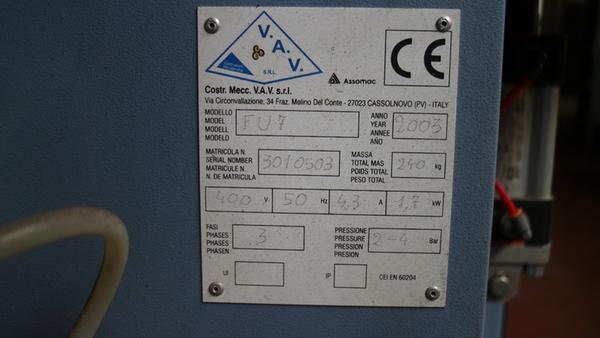 V. A. V.
S.R.L.
Assomac
CE
Costr. Mecc. V.A.V. s.r.l.
Via Circonvallazione, 34 Fraz. Molino Del Conte - 27023 CASSOLNOVO (PV) - ITALY
MODELLO
MODEL
MODELL
MODELO
FU7
ANNO
YEAR
ANNEE
AÑO
2003
MATRICOLA N.
SERIAL NUMBER
MATRICULE N.
N. DE MATRICULA
3010503
MASSA
TOTAL MAS
POIDS TOTAL
PESO TOTAL
240 kg
400 V 50 Hz 4,3 A 1,7 kW
FASI
PHASES
PHASES
PHASEN
3
PRESSIONE
PRESSURE
PRESSION
PRESION
2-4 Bar
UI
IP
CEI EN 60204